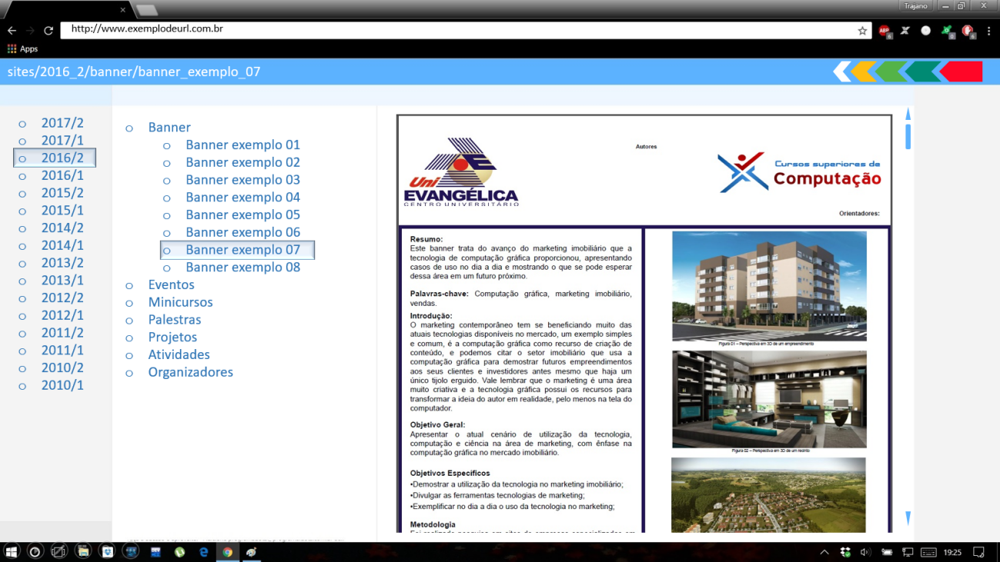 Trajano
http://www.exemplodeurl.com.br
ABP
6
0
6
Apps
sites/2016_2/banner/banner_exemplo_07
2017/2
2017/1
2016/2
2016/1
2015/2
2015/1
2014/2
2014/1
2013/2
2013/1
2012/2
2012/1
2011/2
2011/1
2010/2
2010/1
Banner
Banner exemplo 01
Banner exemplo 02
Banner exemplo 03
Banner exemplo 04
Banner exemplo 05
Banner exemplo 06
Banner exemplo 07
Banner exemplo 08
Eventos
Minicursos
Palestras
Projetos
Atividades
Organizadores
Uni
EVANGÉLICA
CENTRO UNIVERSITÁRIO
Autores
Cursos superiores de
Computação
Orientadores:
Resumo:
Este banner trata do avanço do marketing imobiliário que a
tecnologia de computação gráfica proporcionou, apresentando
casos de uso no dia a dia e mostrando o que se pode esperar
dessa área em um futuro próximo.
Palavras-chave: Computação gráfica, marketing imobiliário,
vendas.
Introdução:
O marketing contemporâneo tem se beneficiando muito das
atuais tecnologias disponíveis no mercado, um exemplo simples
e comum, é a computação gráfica como recurso de criação de
conteúdo, e podemos citar o setor imobiliário que usa a
computação gráfica para demostrar futuros empreendimentos
aos seus clientes e investidores antes mesmo que haja um
único tijolo erguido. Vale lembrar que o marketing é uma área
muito criativa e a tecnologia gráfica possui os recursos para
transformar a ideia do autor em realidade, pelo menos na tela do
computador.
Objetivo Geral:
Apresentar o atual cenário de utilização da tecnologia,
computação e ciência na área de marketing, com ênfase na
computação gráfica no mercado imobiliário.
Objetivos Específicos
•Demostrar a utilização da tecnologia no marketing imobiliário;
•Divulgar as ferramentas tecnologias de marketing;
•Exemplificar no dia a dia o uso da tecnologia no marketing;
Metodologia
Figura 01 – Perspectiva em 3D de um empreendimento
Figura 02 – Perspectiva em 3D de um recinto
19:25